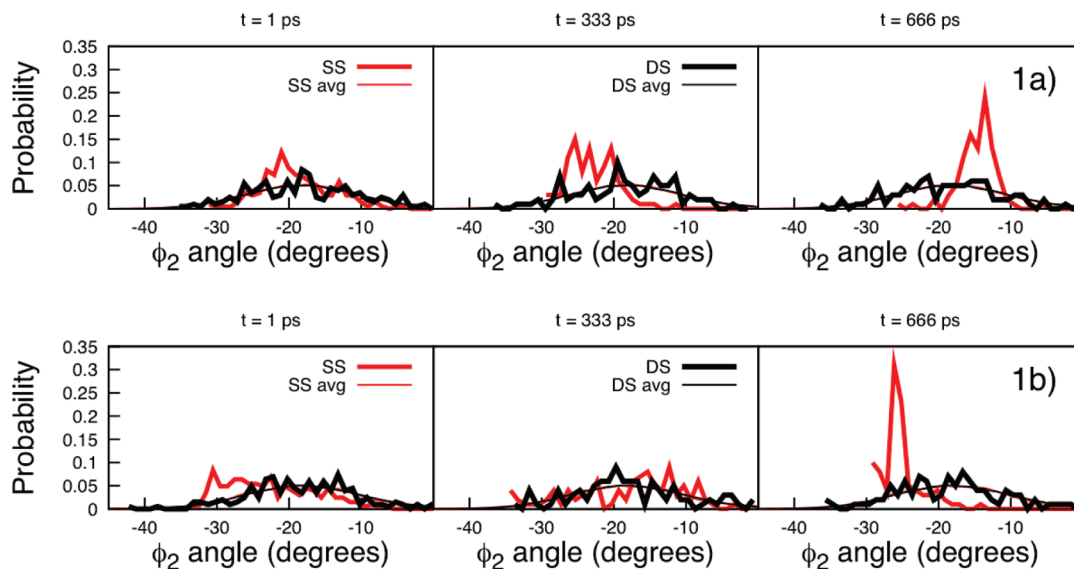 t = 1 ps t = 333 ps t = 666 ps
Probability
0.35
0.3
0.25
0.2
0.15
0.1
0.05
0
SS
SS avg
DS
DS avg
1a)
-40 -30 -20 -10 -40 -30 -20 -10 -40 -30 -20 -10
ϕ₂ angle (degrees) ϕ₂ angle (degrees) ϕ₂ angle (degrees)
t = 1 ps t = 333 ps t = 666 ps
Probability
0.35
0.3
0.25
0.2
0.15
0.1
0.05
0
SS
SS avg
DS
DS avg
1b)
-40 -30 -20 -10 -40 -30 -20 -10 -40 -30 -20 -10
ϕ₂ angle (degrees) ϕ₂ angle (degrees) ϕ₂ angle (degrees)